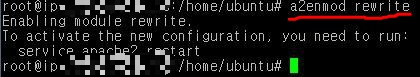 root@ip :/home/ubuntu# a2enmod rewrite
Enabling module rewrite.
To activate the new configuration, you need to run:
  service apache2 restart
root@ip :/home/ubuntu#